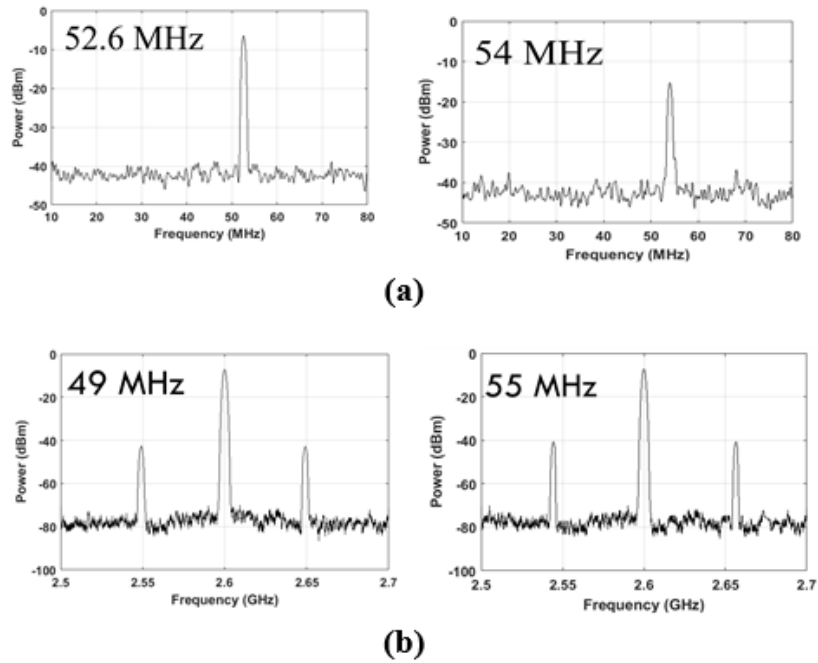 52.6 MHz
0
-10
-20
-30
-40
-50
Power (dBm)
10 20 30 40 50 60 70 80
Frequency (MHz)
54 MHz
0
-10
-20
-30
-40
-50
Power (dBm)
10 20 30 40 50 60 70 80
Frequency (MHz)
(a)
49 MHz
0
-20
-40
-60
-80
-100
Power (dBm)
2.5 2.55 2.6 2.65 2.7
Frequency (GHz)
55 MHz
0
-20
-40
-60
-80
-100
Power (dBm)
2.5 2.55 2.6 2.65 2.7
Frequency (GHz)
(b)